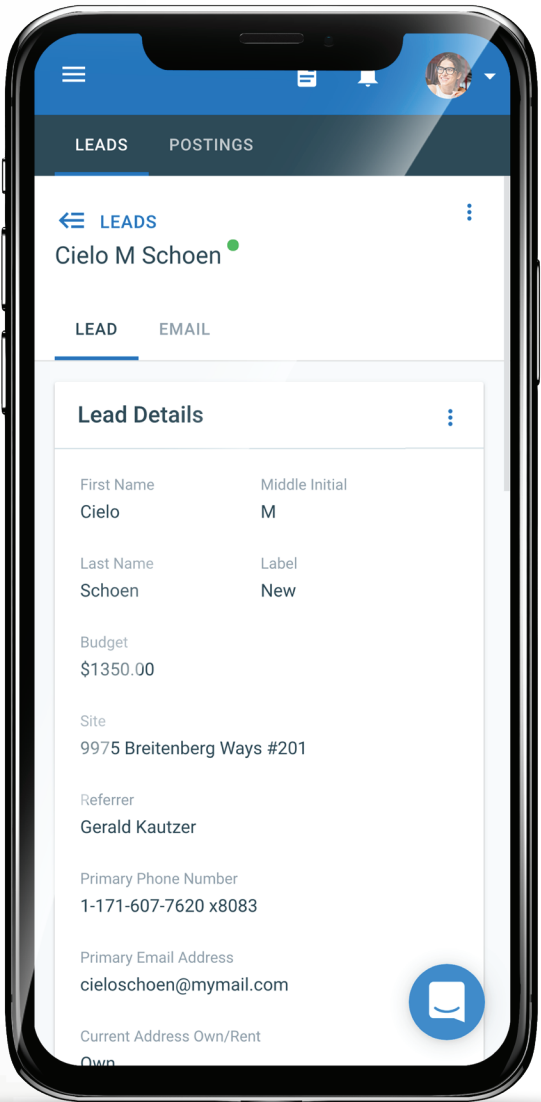 LEADS POSTINGS
LEADS
Cielo M Schoen
LEAD EMAIL
Lead Details
First Name Middle Initial
Cielo M
Last Name Label
Schoen New
Budget
$1350.00
Site
9975 Breitenberg Ways #201
Referrer
Gerald Kautzer
Primary Phone Number
1-171-607-7620 x8083
Primary Email Address
cieloschoen@mymail.com
Current Address Own/Rent
Own